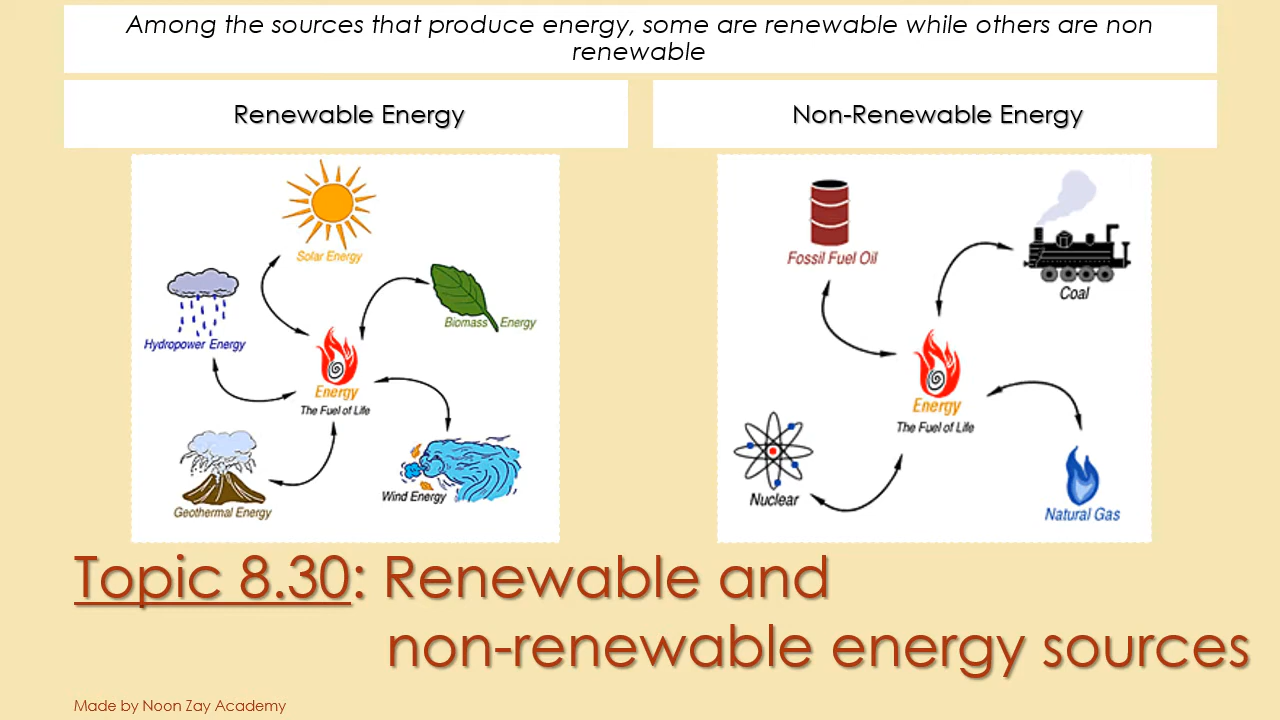 Among the sources that produce energy, some are renewable while others are non
renewable
Renewable Energy
Non-Renewable Energy
Solar Energy
Biomass Energy
Hydropower Energy
Energy
The Fuel of Life
Wind Energy
Geothermal Energy
Fossil Fuel Oil
Coal
Energy
The Fuel of Life
Nuclear
Natural Gas
Topic 8.30: Renewable and
non-renewable energy sources
Made by Noon Zay Academy